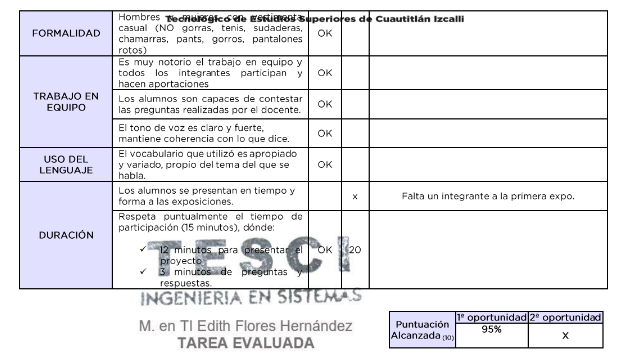 Tecnológico de Estudios Superiores de Cuautitlán Izcalli
FORMALIDAD
Hombres y mujeres con vestimenta
casual (NO gorras, tenis, sudaderas,
chamarras, pants, gorros, pantalones
rotos)
OK
TRABAJO EN
EQUIPO
Es muy notorio el trabajo en equipo y
todos los integrantes participan y
hacen aportaciones
OK
Los alumnos son capaces de contestar
las preguntas realizadas por el docente.
OK
El tono de voz es claro y fuerte,
mantiene coherencia con lo que dice.
OK
USO DEL
LENGUAJE
El vocabulario que utilizó es apropiado
y variado, propio del tema del que se
habla.
OK
DURACIÓN
Los alumnos se presentan en tiempo y
forma a las exposiciones.
x
Falta un integrante a la primera expo.
Respeta puntualmente el tiempo de
participación (15 minutos), dónde:
✓ 12 minutos para presentar el
proyecto
✓ 3 minutos de preguntas y
respuestas.
OK
20
TESCI
INGENIERIA EN SISTEMAS
M. en TI Edith Flores Hernández
TAREA EVALUADA
Puntuación
Alcanzada (10)
1ª oportunidad
2ª oportunidad
95%
X